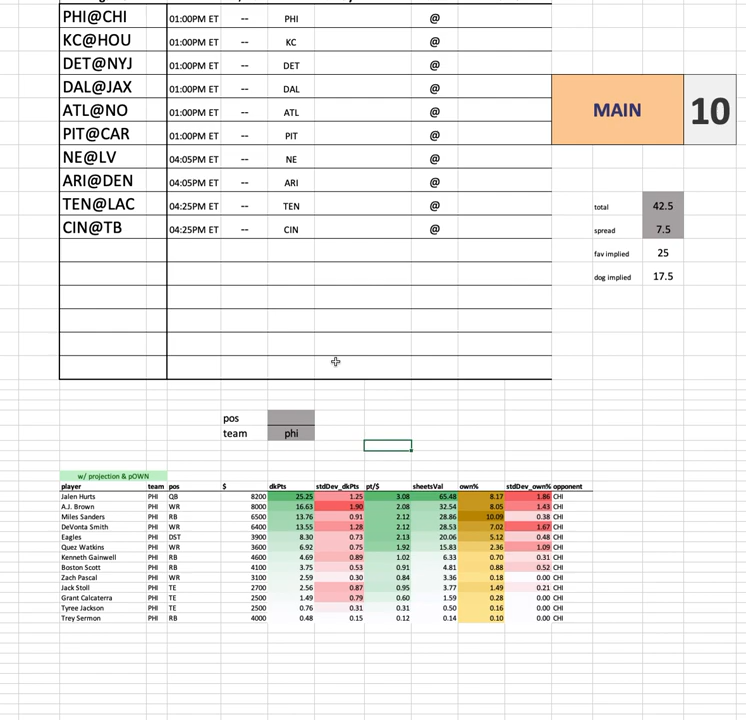 PHI@CHI 01:00PM ET -- PHI @
KC@HOU 01:00PM ET -- KC @
DET@NYJ 01:00PM ET -- DET @
DAL@JAX 01:00PM ET -- DAL @
ATL@NO 01:00PM ET -- ATL @
PIT@CAR 01:00PM ET -- PIT @
NE@LV 04:05PM ET -- NE @
ARI@DEN 04:05PM ET -- ARI @
TEN@LAC 04:25PM ET -- TEN @
CIN@TB 04:25PM ET -- CIN @
MAIN 10
total 42.5
spread 7.5
fav implied 25
dog implied 17.5
pos
team phi
w/ projection & pOWN
player team pos $ dkPts stdDev_dkPts pt/$ sheetsVal own% stdDev_own% opponent
Jalen Hurts PHI QB 8200 25.25 1.25 3.08 65.48 8.17 1.86 CHI
A.J. Brown PHI WR 8000 16.63 1.90 2.08 32.54 8.05 1.43 CHI
Miles Sanders PHI RB 6500 13.76 0.91 2.12 28.86 10.09 0.38 CHI
DeVonta Smith PHI WR 6400 13.55 1.28 2.12 28.53 7.02 1.67 CHI
Eagles PHI DST 3900 8.30 0.73 2.13 20.06 5.12 0.48 CHI
Quez Watkins PHI WR 3600 6.92 0.75 1.92 15.83 2.36 1.09 CHI
Kenneth Gainwell PHI RB 4600 4.69 0.89 1.02 6.33 0.70 0.31 CHI
Boston Scott PHI RB 4100 3.75 0.53 0.91 4.81 0.88 0.52 CHI
Zach Pascal PHI WR 3100 2.59 0.30 0.84 3.36 0.18 0.00 CHI
Jack Stoll PHI TE 2700 2.56 0.87 0.95 3.77 1.49 0.21 CHI
Grant Calcaterra PHI TE 2500 1.49 0.79 0.60 1.59 0.28 0.00 CHI
Tyree Jackson PHI TE 2500 0.76 0.31 0.31 0.50 0.16 0.00 CHI
Trey Sermon PHI RB 4000 0.48 0.15 0.12 0.14 0.10 0.00 CHI